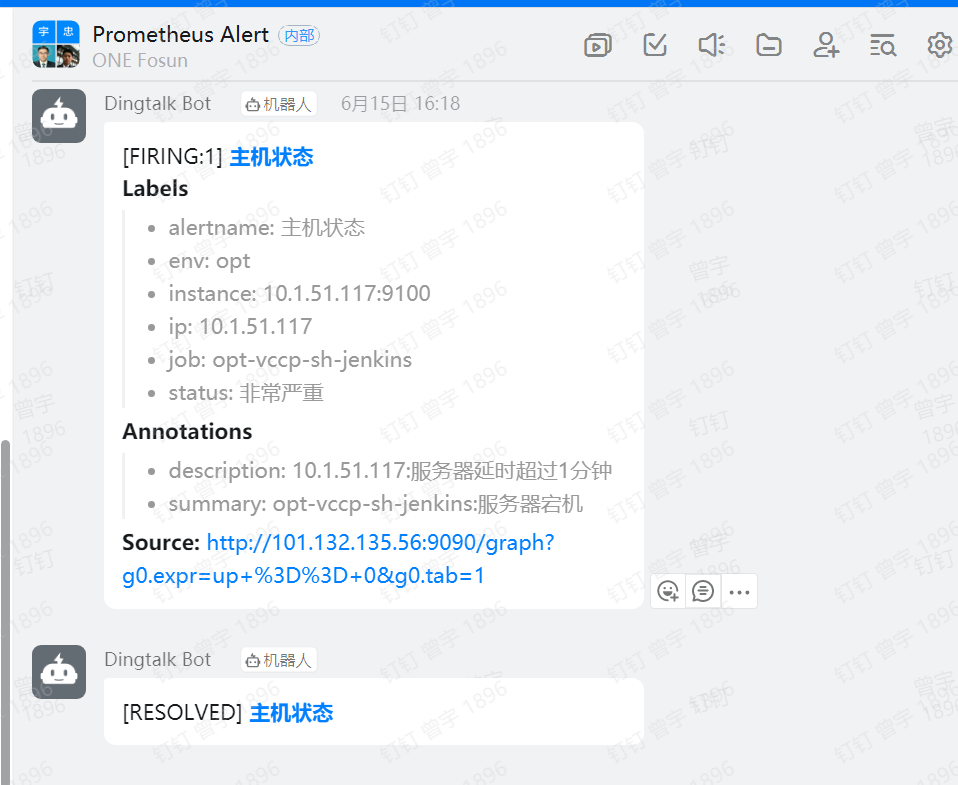 宇 忠
Prometheus Alert 内部
ONE Fosun
Dingtalk Bot 机器人 6月15日 16:18
[FIRING:1] 主机状态
Labels
• alertname: 主机状态
• env: opt
• instance: 10.1.51.117:9100
• ip: 10.1.51.117
• job: opt-vccp-sh-jenkins
• status: 非常严重
Annotations
• description: 10.1.51.117:服务器延时超过1分钟
• summary: opt-vccp-sh-jenkins:服务器宕机
Source: http://101.132.135.56:9090/graph?
g0.expr=up+%3D%3D+0&g0.tab=1
Dingtalk Bot 机器人
[RESOLVED] 主机状态
钉钉 曾宇 1896